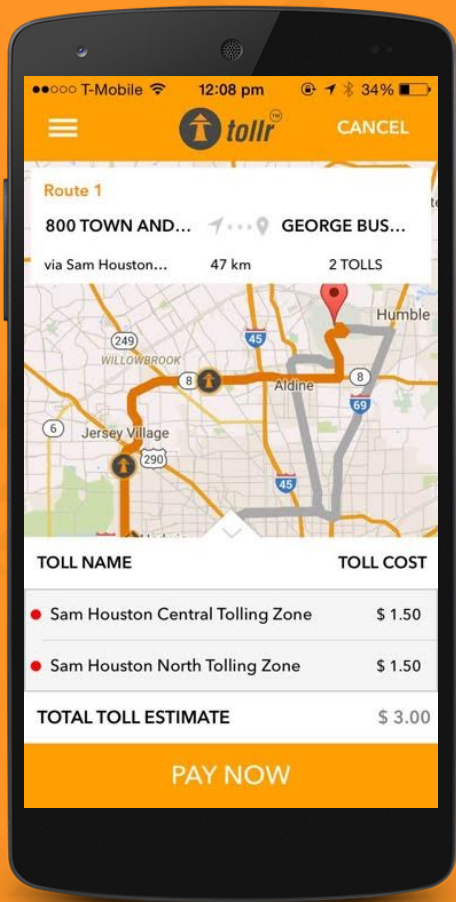 T-Mobile 12:08 pm 34%
tollr™ CANCEL
Route 1
800 TOWN AND... GEORGE BUS...
via Sam Houston... 47 km 2 TOLLS
Humble
249
WILLOWBROOK
45
8
Aldine
8
69
6
Jersey Village
290
45
TOLL NAME TOLL COST
Sam Houston Central Tolling Zone $ 1.50
Sam Houston North Tolling Zone $ 1.50
TOTAL TOLL ESTIMATE $ 3.00
PAY NOW